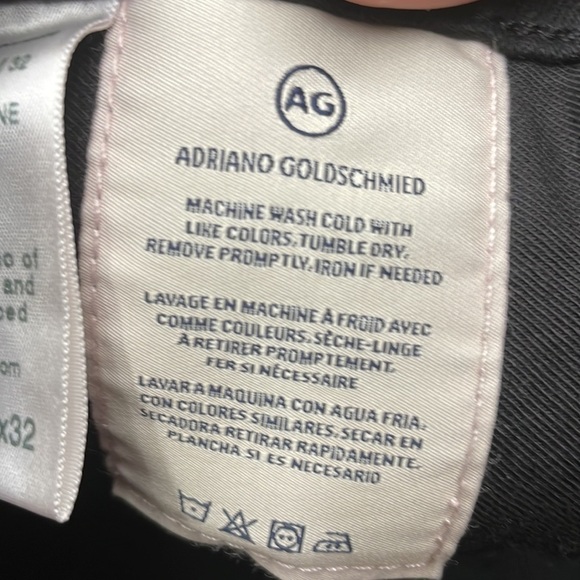 32
NE
o of
and
ced
om
x32
AG
ADRIANO GOLDSCHMIED
MACHINE WASH COLD WITH
LIKE COLORS, TUMBLE DRY.
REMOVE PROMPTLY. IRON IF NEEDED
LAVAGE EN MACHINE À FROID AVEC
COMME COULEURS. SÈCHE-LINGE
À RETIRER PROMPTEMENT.
FER SI NÉCESSAIRE
LAVAR A MAQUINA CON AGUA FRIA.
CON COLORES SIMILARES. SECAR EN
SECADORA RETIRAR RAPIDAMENTE.
PLANCHA SI ES NECESARIO